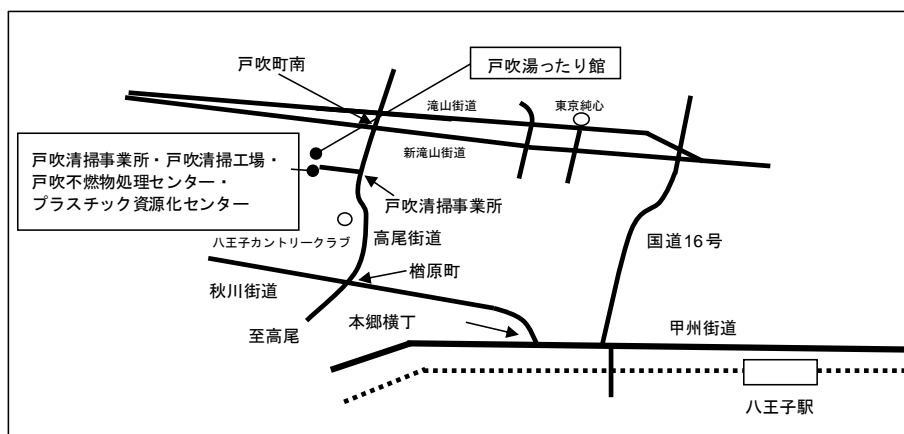 戸吹町南
戸吹湯ったり館
滝山街道
東京純心
戸吹清掃事業所・戸吹清掃工場・
戸吹不燃物処理センター・
プラスチック資源化センター
新滝山街道
戸吹清掃事業所
八王子カントリークラブ
高尾街道
国道16号
楢原町
秋川街道
本郷横丁
甲州街道
至高尾
八王子駅